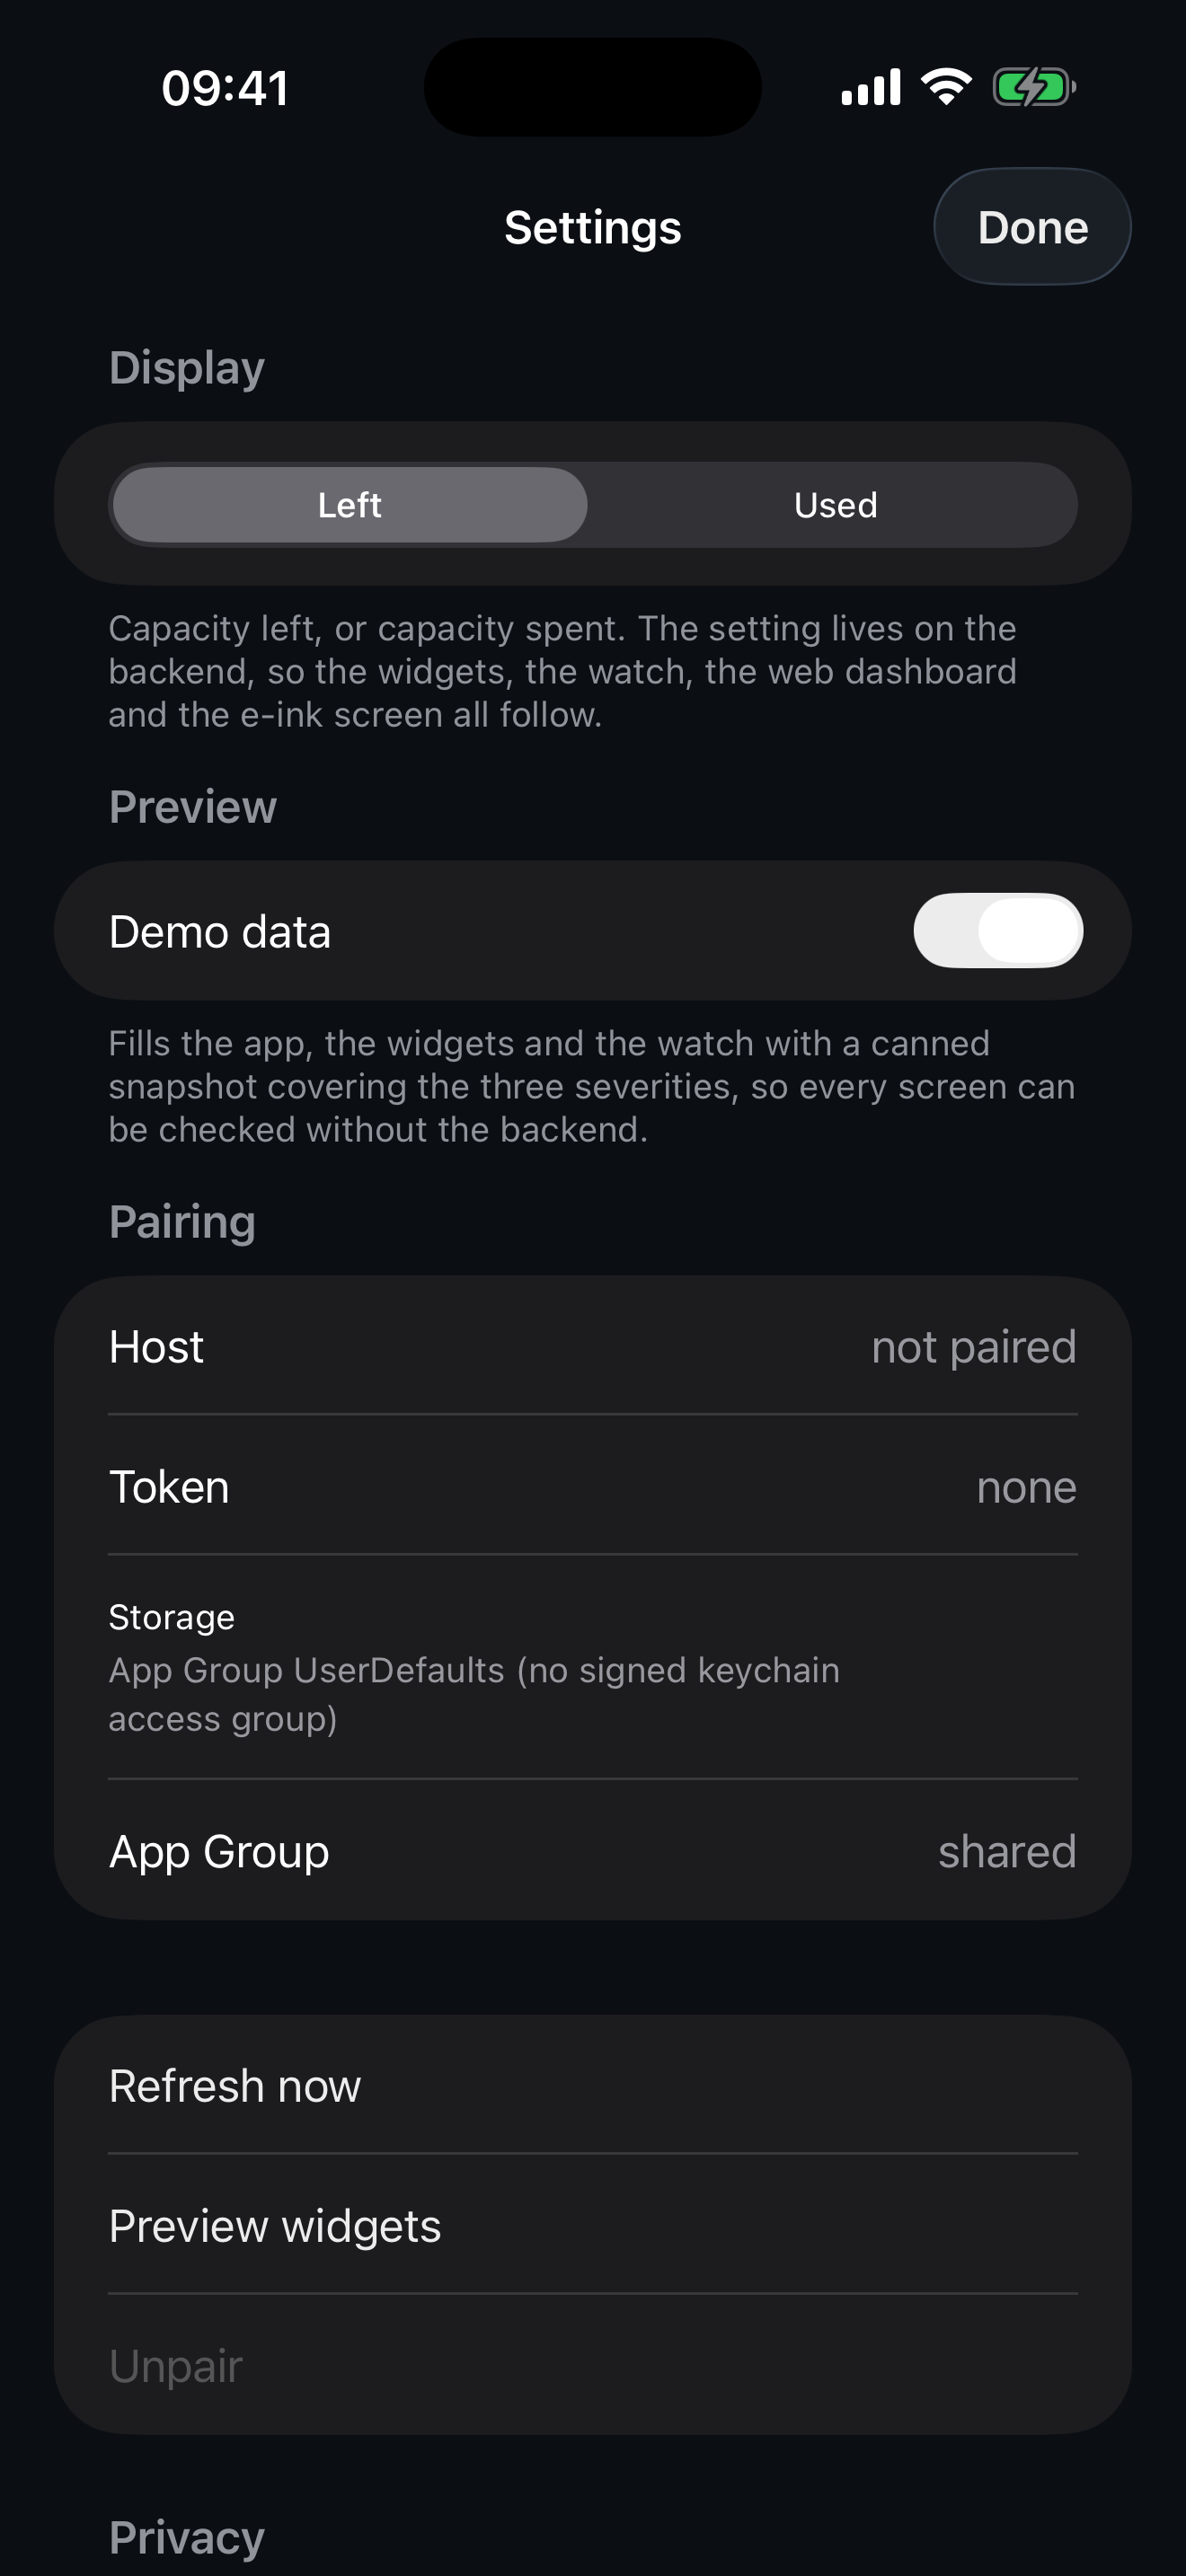 09:41
Settings
Done
Display
Left
Used
Capacity left, or capacity spent. The setting lives on the
backend, so the widgets, the watch, the web dashboard
and the e-ink screen all follow.
Preview
Demo data
Fills the app, the widgets and the watch with a canned
snapshot covering the three severities, so every screen can
be checked without the backend.
Pairing
Host
not paired
Token
none
Storage
App Group UserDefaults (no signed keychain
access group)
App Group
shared
Refresh now
Preview widgets
Unpair
Privacy